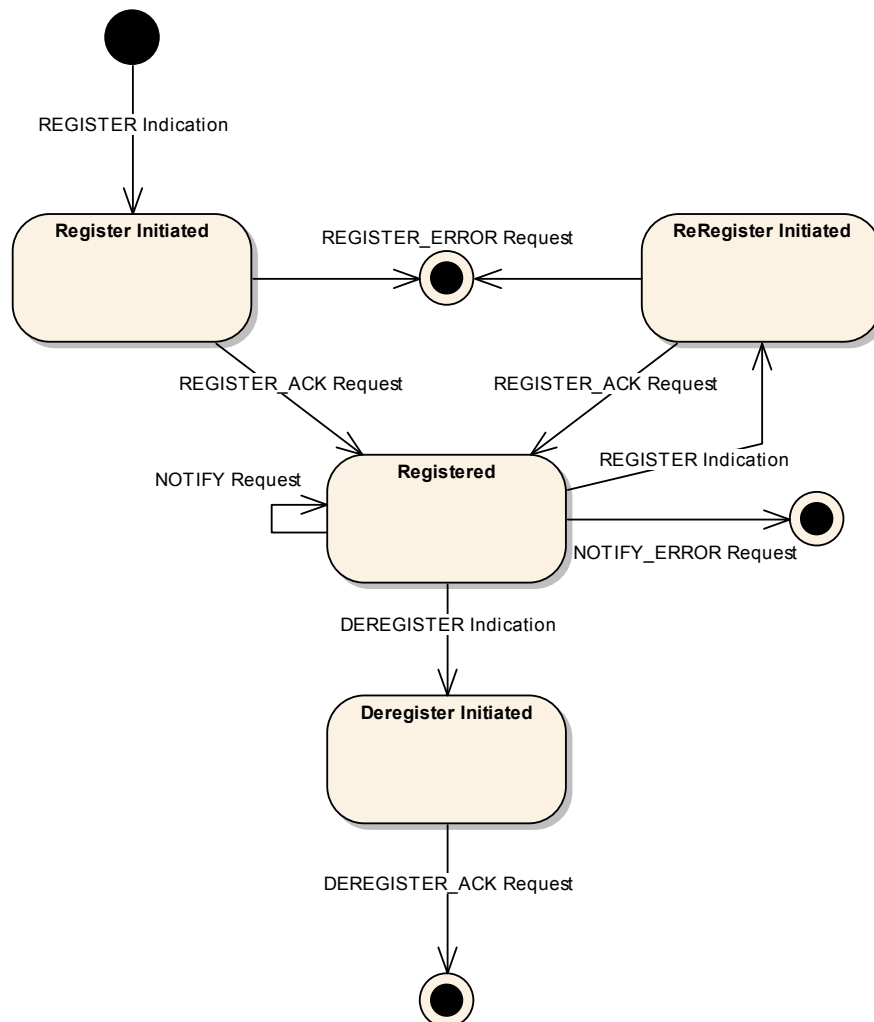 REGISTER Indication
Register Initiated
REGISTER_ERROR Request
ReRegister Initiated
REGISTER_ACK Request
REGISTER_ACK Request
REGISTER Indication
Registered
NOTIFY Request
NOTIFY_ERROR Request
DEREGISTER Indication
Deregister Initiated
DEREGISTER_ACK Request